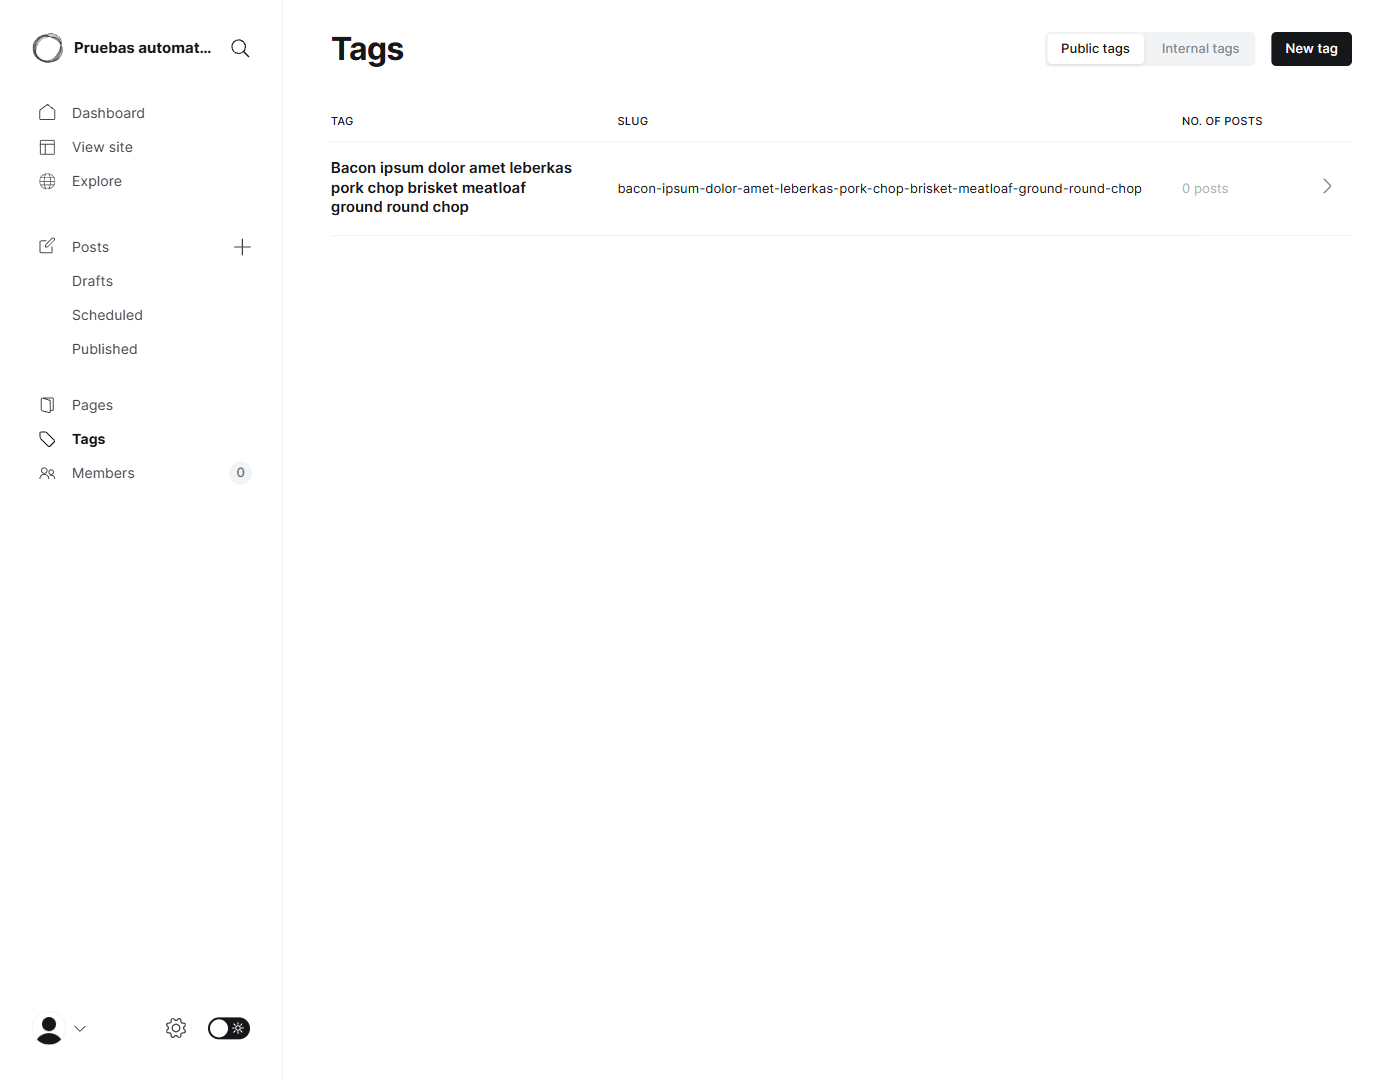 Pruebas automat...
Dashboard
View site
Explore
Posts
Drafts
Scheduled
Published
Pages
Tags
Members 0
Tags
Public tags
Internal tags
New tag
TAG SLUG NO. OF POSTS
Bacon ipsum dolor amet leberkas
pork chop brisket meatloaf
ground round chop
bacon-ipsum-dolor-amet-leberkas-pork-chop-brisket-meatloaf-ground-round-chop
0 posts